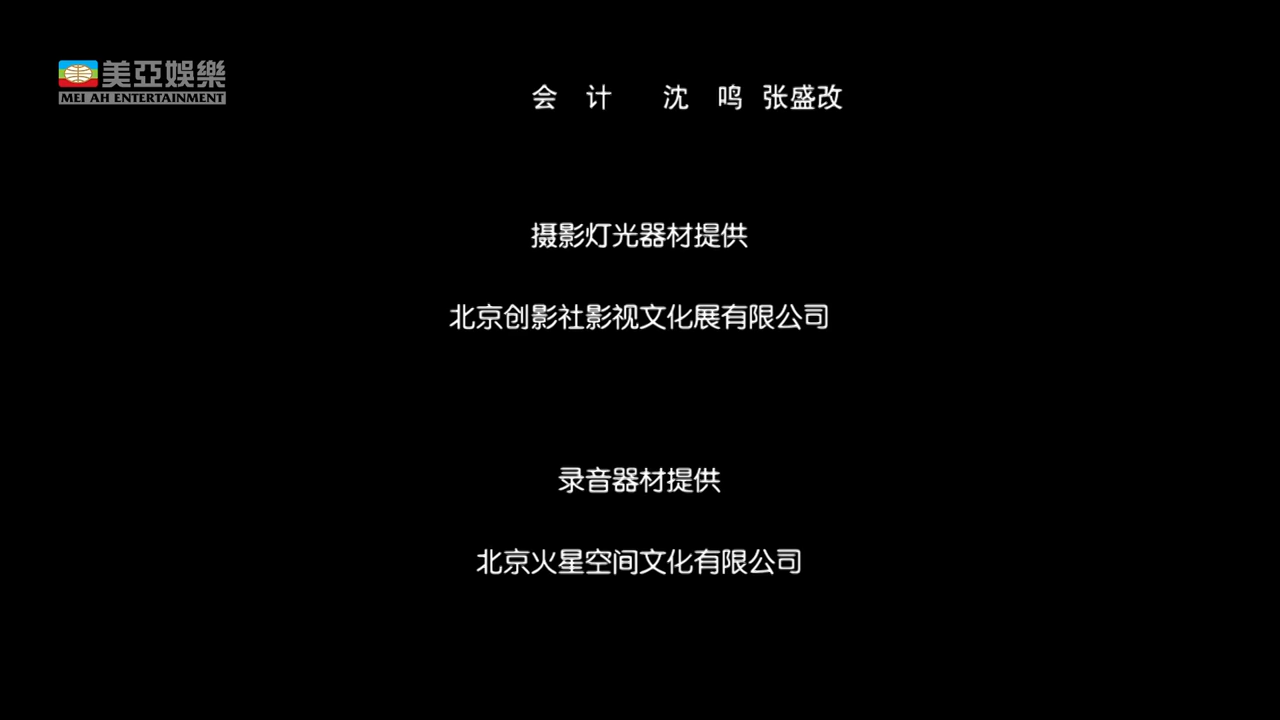 美亞娛樂
MEI AH ENTERTAINMENT
会 计 沈 鸣 张盛改
摄影灯光器材提供
北京创影社影视文化展有限公司
录音器材提供
北京火星空间文化有限公司